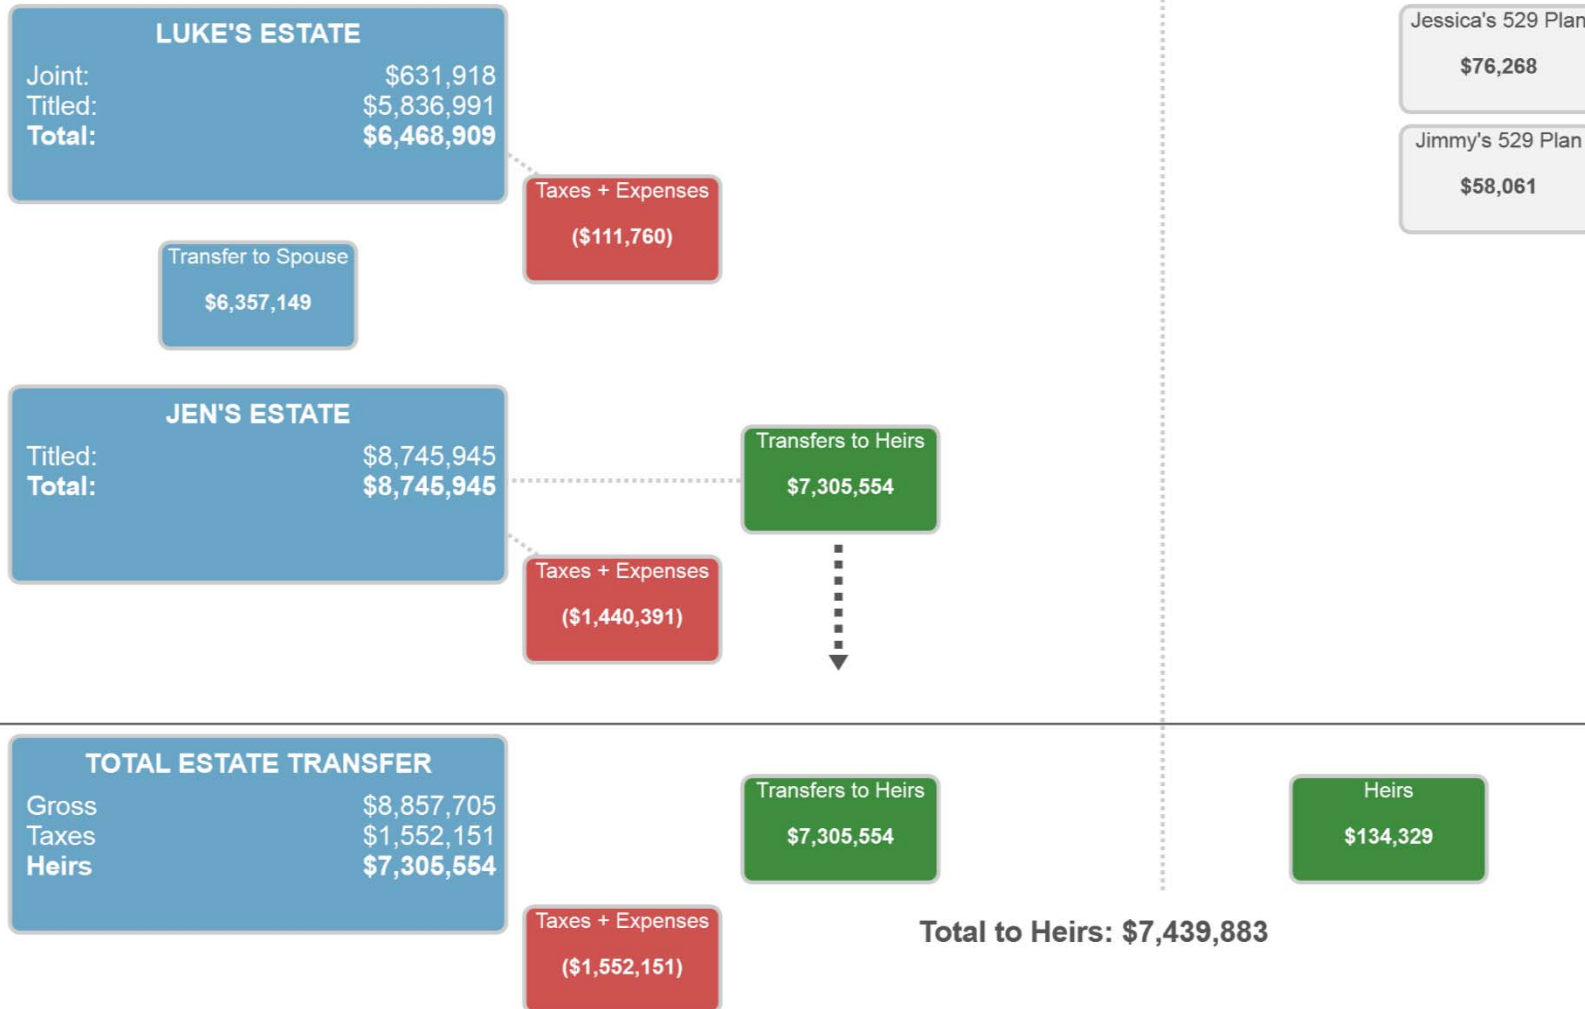 LUKE'S ESTATE
Joint: $631,918
Titled: $5,836,991
Total: $6,468,909
Taxes + Expenses
($111,760)
Transfer to Spouse
$6,357,149
JEN'S ESTATE
Titled: $8,745,945
Total: $8,745,945
Transfers to Heirs
$7,305,554
Taxes + Expenses
($1,440,391)
Jessica's 529 Plan
$76,268
Jimmy's 529 Plan
$58,061
TOTAL ESTATE TRANSFER
Gross $8,857,705
Taxes $1,552,151
Heirs $7,305,554
Transfers to Heirs
$7,305,554
Heirs
$134,329
Taxes + Expenses
($1,552,151)
Total to Heirs: $7,439,883